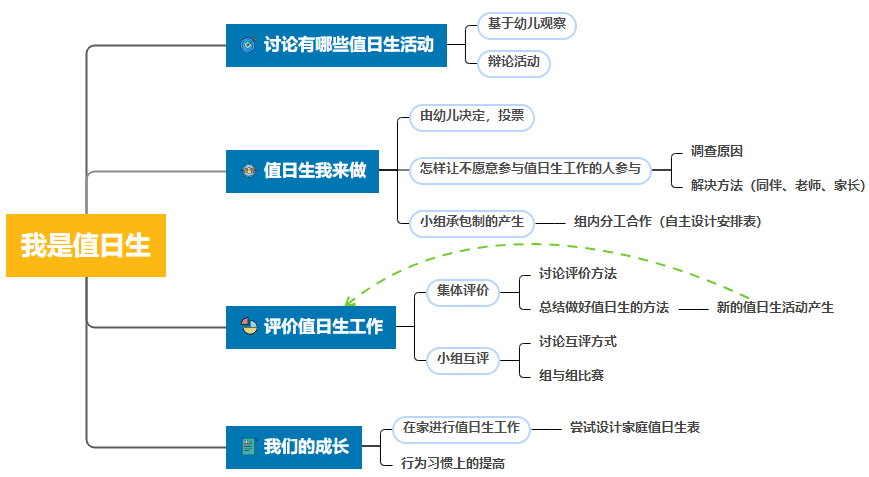 讨论有哪些值日生活动
基于幼儿观察
辩论活动
值日生我来做
由幼儿决定，投票
怎样让不愿意参与值日生工作的人参与
调查原因
解决方法（同伴、老师、家长）
小组承包制的产生
组内分工合作（自主设计安排表）
我是值日生
评价值日生工作
集体评价
讨论评价方法
总结做好值日生的方法
新的值日生活动产生
小组互评
讨论互评方式
组与组比赛
我们的成长
在家进行值日生工作
尝试设计家庭值日生表
行为习惯上的提高